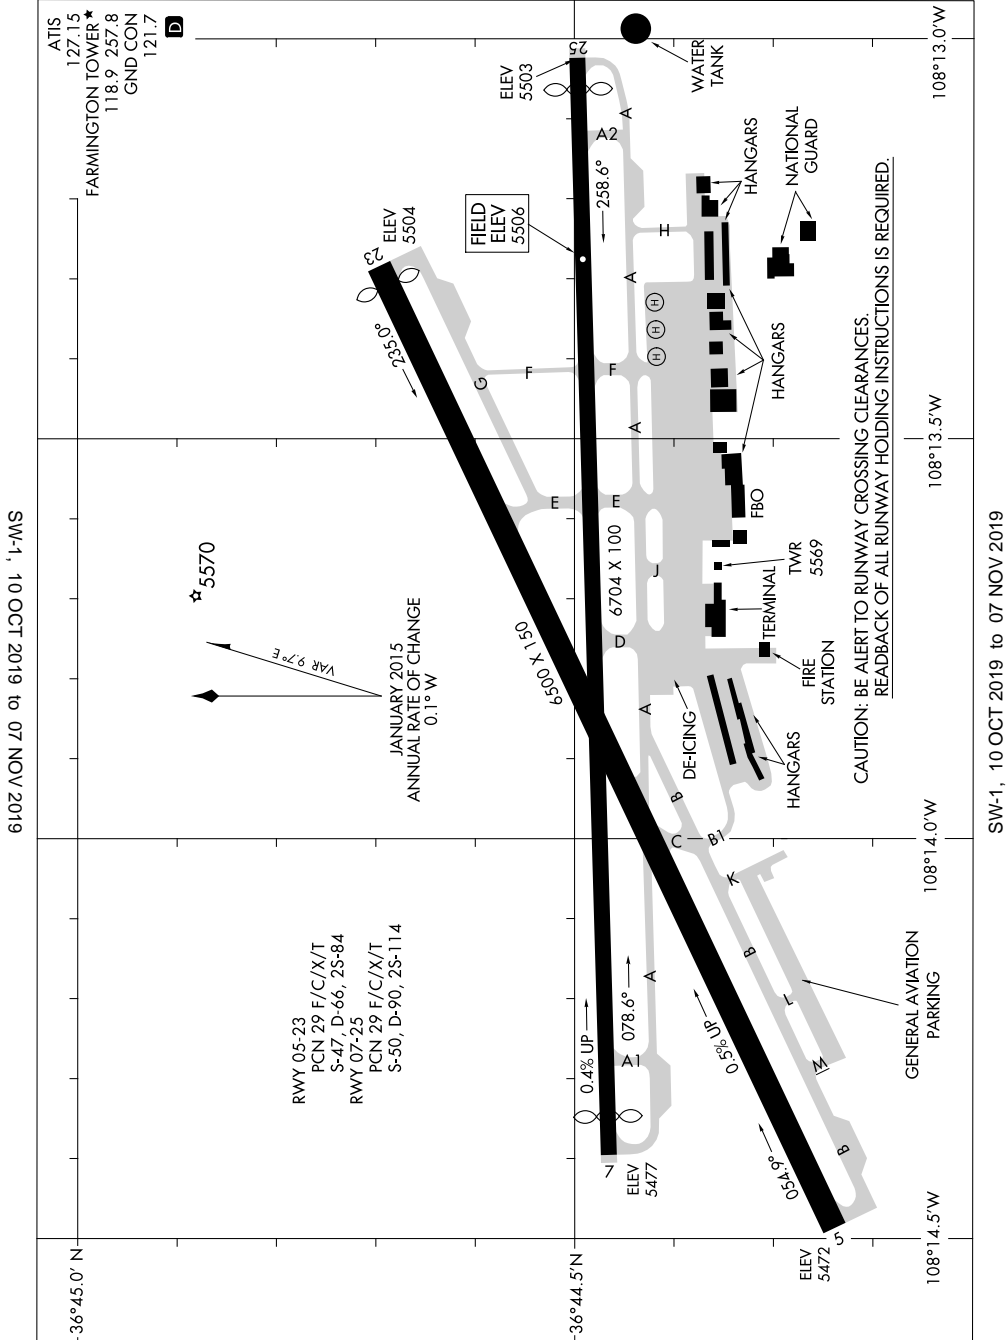 ATIS
127.15
FARMINGTON TOWER★
118.9 257.8
GND CON
121.7
D
RWY 05-23
PCN 29 F/C/X/T
S-47, D-66, 2S-84
RWY 07-25
PCN 29 F/C/X/T
S-50, D-90, 2S-114
JANUARY 2015
ANNUAL RATE OF CHANGE
0.1° W
VAR 9.7° E
5570
23
ELEV
5504
235.0°
6500 X 150
0.5% UP
054.9°
5
ELEV
5472
25
ELEV
5503
258.6°
FIELD
ELEV
5506
6704 X 100
0.4% UP
078.6°
7
ELEV
5477
A
A2
A
H
H
H
H
F
F
G
A
E
E
J
D
A
B
C
B1
K
B
L
M
B
A
A1
WATER
TANK
HANGARS
NATIONAL
GUARD
HANGARS
FBO
TWR
5569
TERMINAL
FIRE
STATION
DE-ICING
HANGARS
GENERAL AVIATION
PARKING
CAUTION: BE ALERT TO RUNWAY CROSSING CLEARANCES.
READBACK OF ALL RUNWAY HOLDING INSTRUCTIONS IS REQUIRED.
36°45.0' N
36°44.5'N
108°14.5'W
108°14.0'W
108°13.5'W
108°13.0'W
SW-1, 10 OCT 2019 to 07 NOV 2019
SW-1, 10 OCT 2019 to 07 NOV 2019